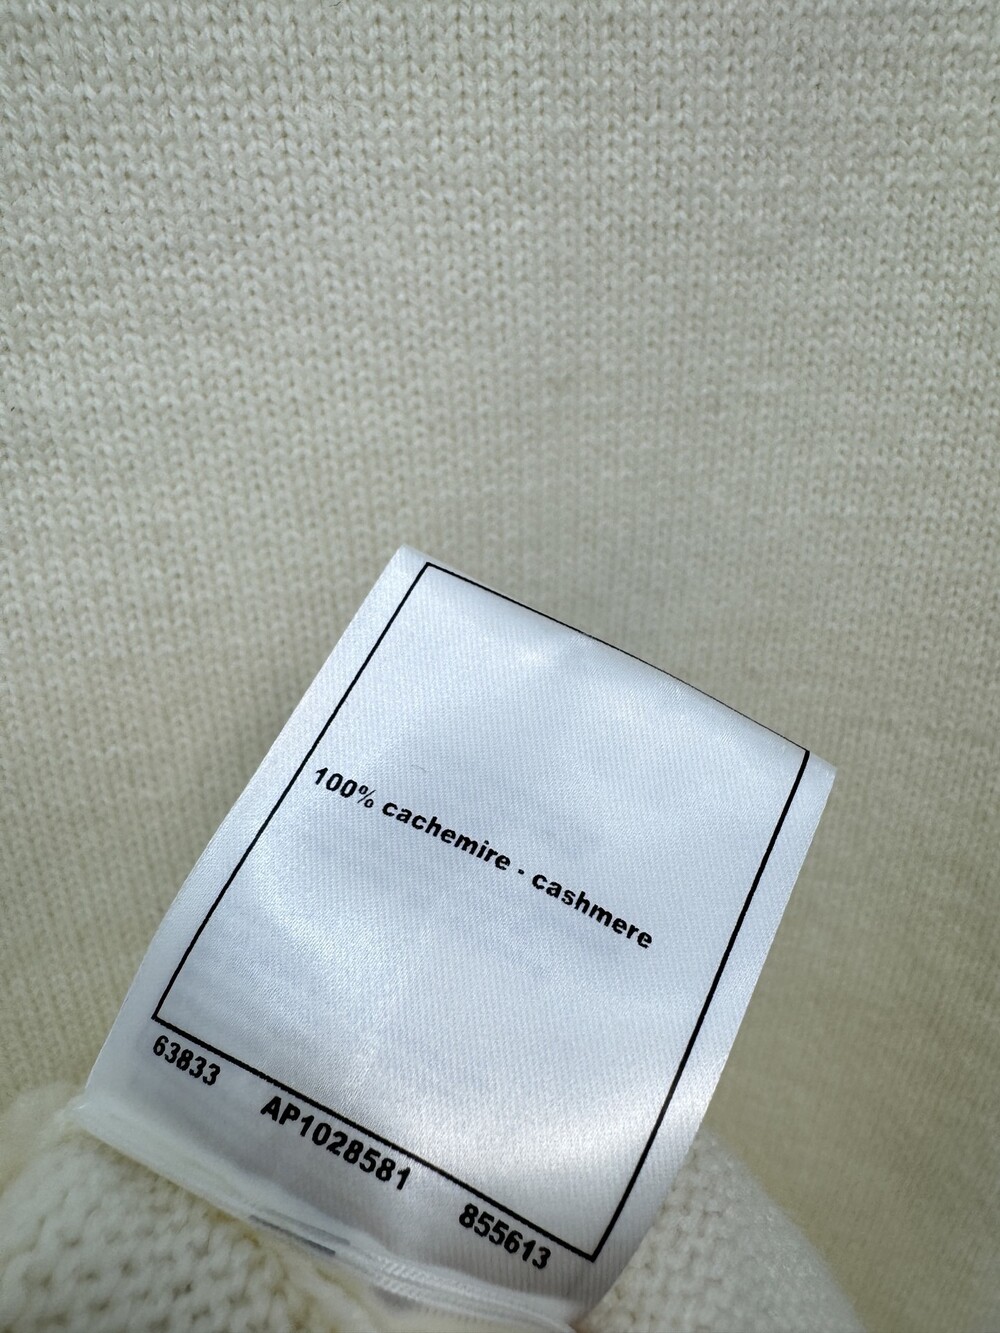 100% cachemire - cashmere
63833
AP1028581
855613